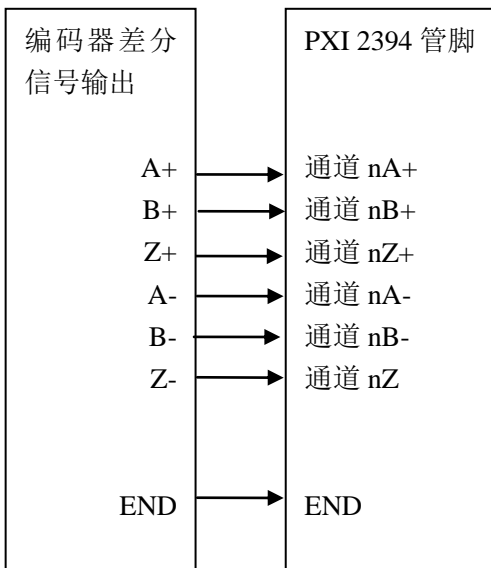 编码器差分
信号输出
PXI 2394 管脚
A+ 通道 nA+
B+ 通道 nB+
Z+ 通道 nZ+
A- 通道 nA-
B- 通道 nB-
Z- 通道 nZ
END END